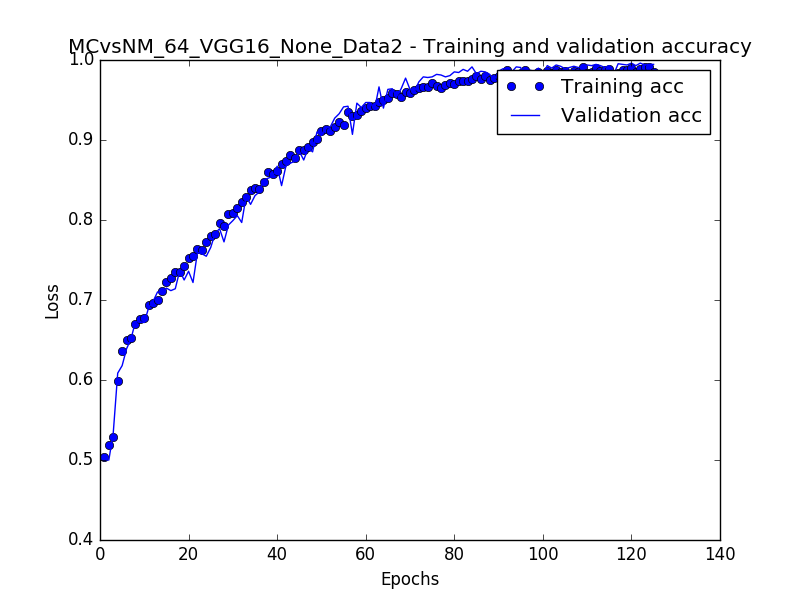 MCvsNM_64_VGG16_None_Data2 - Training and validation accuracy
1.0
0.9
0.8
0.7
0.6
0.5
0.4
Loss
Training acc
Validation acc
0 20 40 60 80 100 120 140
Epochs